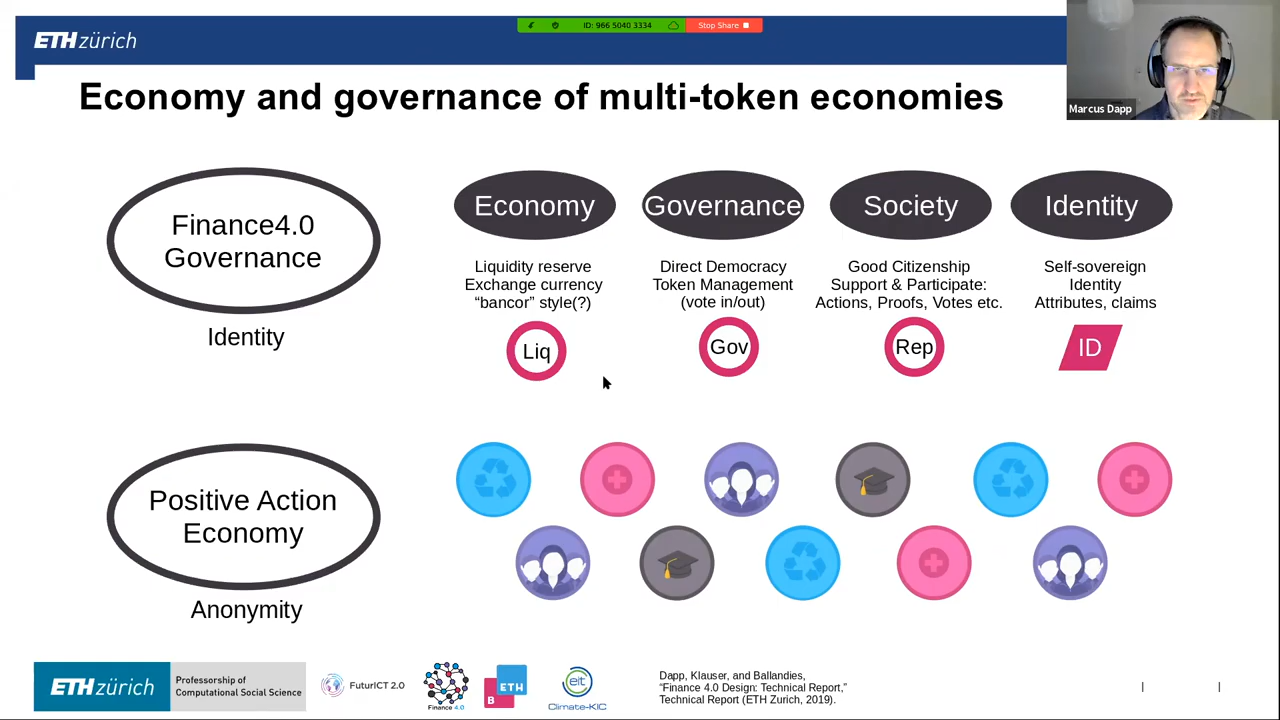 ID: 966 5040 3334
Stop Share
ETH zürich
Marcus Dapp
Economy and governance of multi-token economies
Finance4.0
Governance
Identity
Economy
Governance
Society
Identity
Liquidity reserve
Exchange currency
“bancor” style(?)
Direct Democracy
Token Management
(vote in/out)
Good Citizenship
Support & Participate:
Actions, Proofs, Votes etc.
Self-sovereign
Identity
Attributes, claims
Liq
Gov
Rep
ID
Positive Action
Economy
Anonymity
ETH zürich
Professorship of
Computational Social Science
FuturICT 2.0
Finance 4.0
B
ETH
eit
Climate-KIC
Dapp, Klauser, and Ballandies,
“Finance 4.0 Design: Technical Report,”
Technical Report (ETH Zurich, 2019).
| |